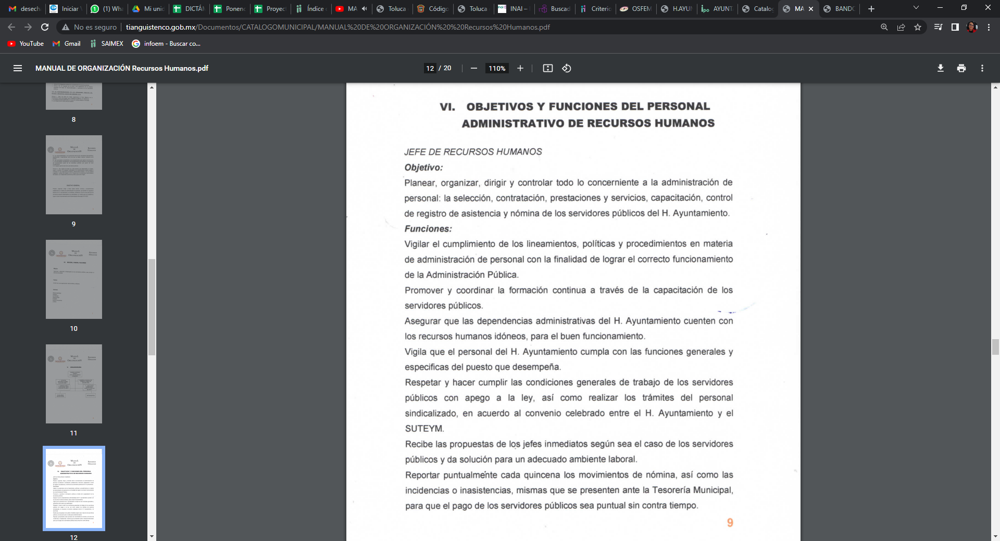 desech
Iniciar
(1) Wha
Mi uni
DICTÁM
Ponenc
Proyec
Índice
MA
Toluca
Código
Toluca
INAI –
Buscad
Criterio
OSFEM
H.AYUN
AYUNT
Catalog
MA
BANDO
No es seguro
tianguistenco.gob.mx/Documentos/CATALOGOMUNICIPAL/MANUAL%20DE%20ORGANIZACIÓN%20%20Recursos%20Humanos.pdf
YouTube
Gmail
SAIMEX
infoem - Buscar co...
MANUAL DE ORGANIZACIÓN Recursos Humanos.pdf
12 / 20
110%
8
9
10
11
12
VI. OBJETIVOS Y FUNCIONES DEL PERSONAL
ADMINISTRATIVO DE RECURSOS HUMANOS
JEFE DE RECURSOS HUMANOS
Objetivo:
Planear, organizar, dirigir y controlar todo lo concerniente a la administración de
personal: la selección, contratación, prestaciones y servicios, capacitación, control
de registro de asistencia y nómina de los servidores públicos del H. Ayuntamiento.
Funciones:
Vigilar el cumplimiento de los lineamientos, políticas y procedimientos en materia
de administración de personal con la finalidad de lograr el correcto funcionamiento
de la Administración Pública.
Promover y coordinar la formación continua a través de la capacitación de los
servidores públicos.
Asegurar que las dependencias administrativas del H. Ayuntamiento cuenten con
los recursos humanos idóneos, para el buen funcionamiento.
Vigila que el personal del H. Ayuntamiento cumpla con las funciones generales y
especificas del puesto que desempeña.
Respetar y hacer cumplir las condiciones generales de trabajo de los servidores
públicos con apego a la ley, así como realizar los trámites del personal
sindicalizado, en acuerdo al convenio celebrado entre el H. Ayuntamiento y el
SUTEYM.
Recibe las propuestas de los jefes inmediatos según sea el caso de los servidores
públicos y da solución para un adecuado ambiente laboral.
Reportar puntualmente cada quincena los movimientos de nómina, así como las
incidencias o inasistencias, mismas que se presenten ante la Tesorería Municipal,
para que el pago de los servidores públicos sea puntual sin contra tiempo.
9